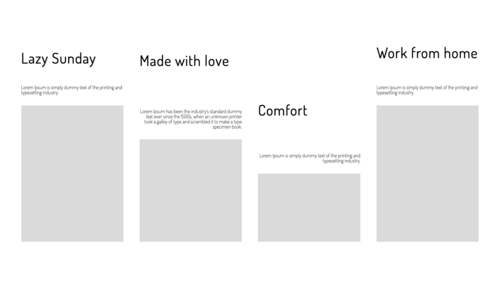 Lazy Sunday
Lorem Ipsum is simply dummy text of the printing and
typesetting industry.
Made with love
Lorem Ipsum has been the industry's standard dummy
text ever since the 1500s, when an unknown printer
took a galley of type and scrambled it to make a type
specimen book.
Comfort
Lorem Ipsum is simply dummy text of the printing and
typesetting industry.
Work from home
Lorem Ipsum is simply dummy text of the printing and
typesetting industry.